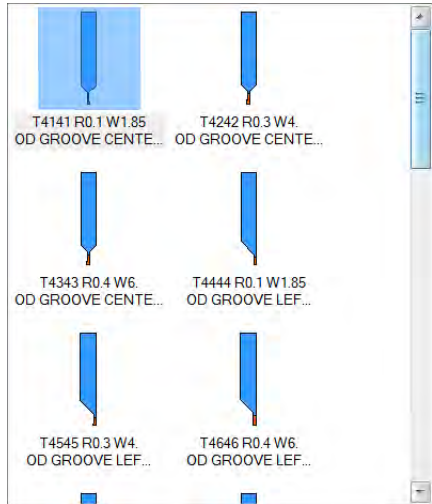 T4141 R0.1 W1.85
OD GROOVE CENTE...
T4242 R0.3 W4.
OD GROOVE CENTE...
T4343 R0.4 W6.
OD GROOVE CENTE...
T4444 R0.1 W1.85
OD GROOVE LEF...
T4545 R0.3 W4.
OD GROOVE LEF...
T4646 R0.4 W6.
OD GROOVE LEF...